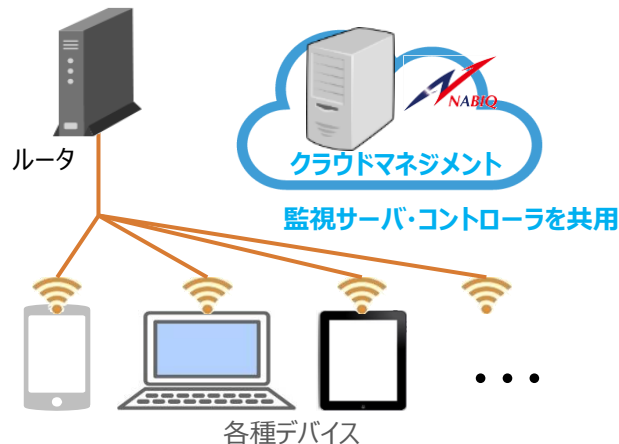 NABIQ
ルータ
クラウドマネジメント
監視サーバ・コントローラを共用
・・・
各種デバイス